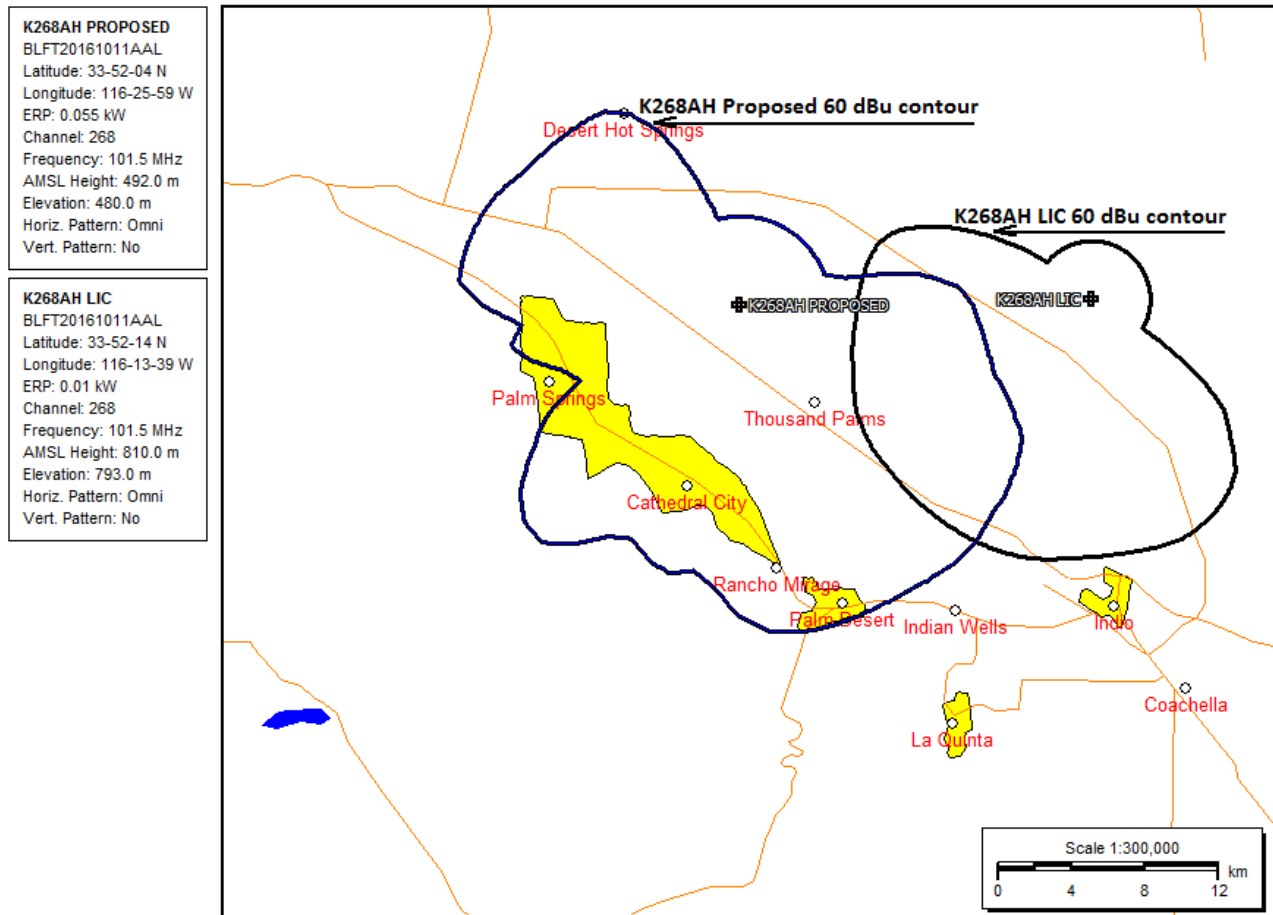 K268AH PROPOSED
BLFT20161011AAL
Latitude: 33-52-04 N
Longitude: 116-25-59 W
ERP: 0.055 kW
Channel: 268
Frequency: 101.5 MHz
AMSL Height: 492.0 m
Elevation: 480.0 m
Horiz. Pattern: Omni
Vert. Pattern: No
K268AH LIC
BLFT20161011AAL
Latitude: 33-52-14 N
Longitude: 116-13-39 W
ERP: 0.01 kW
Channel: 268
Frequency: 101.5 MHz
AMSL Height: 810.0 m
Elevation: 793.0 m
Horiz. Pattern: Omni
Vert. Pattern: No
K268AH Proposed 60 dBu contour
Desert Hot Springs
K268AH LIC 60 dBu contour
K268AH PROPOSED
K268AH LIC
Palm Springs
Thousand Palms
Cathedral City
Rancho Mirage
Palm Desert
Indian Wells
Indio
Coachella
La Quinta
Scale 1:300,000
km
0 4 8 12